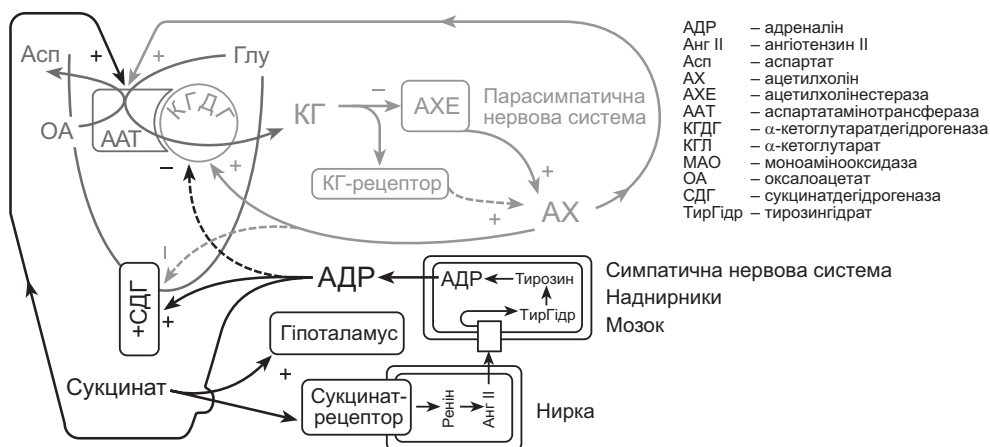 Асп
+
+
Глу
ОА
ААТ
КГДГ
КГ
–
АХЕ
Парасимпатична
нервова система
–
+
+
КГ-рецептор
+
АХ
–
АДР
+СДГ
+
Гіпоталамус
Сукцинат
+
Сукцинат-
рецептор
Ренін
Анг II
АДР
Тирозин
ТирГідр
Симпатична нервова система
Наднирники
Мозок
Нирка
АДР – адреналін
Анг II – ангіотензин II
Асп – аспартат
АХ – ацетилхолін
АХЕ – ацетилхолінестераза
ААТ – аспартатамінотрансфераза
КГДГ – α-кетоглутаратдегідрогеназа
КГЛ – α-кетоглутарат
МАО – моноамінооксидаза
ОА – оксалоацетат
СДГ – сукцинатдегідрогеназа
ТирГідр – тирозингідрат